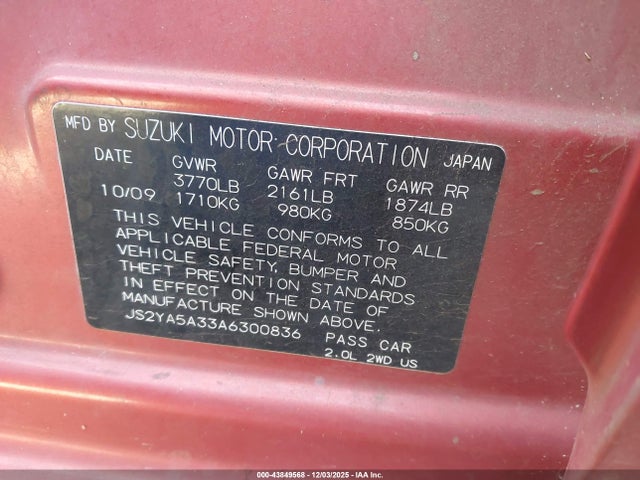 MFD BY SUZUKI MOTOR CORPORATION JAPAN
DATE GVWR GAWR FRT GAWR RR
10/09 3770LB 2161LB 1874LB
1710KG 980KG 850KG
THIS VEHICLE CONFORMS TO ALL
APPLICABLE FEDERAL MOTOR
VEHICLE SAFETY, BUMPER AND
THEFT PREVENTION STANDARDS
IN EFFECT ON THE DATE OF
MANUFACTURE SHOWN ABOVE.
JS2YA5A33A6300836 PASS CAR
2.0L 2WD US
000-43849568 - 12/03/2025 - IAA Inc.